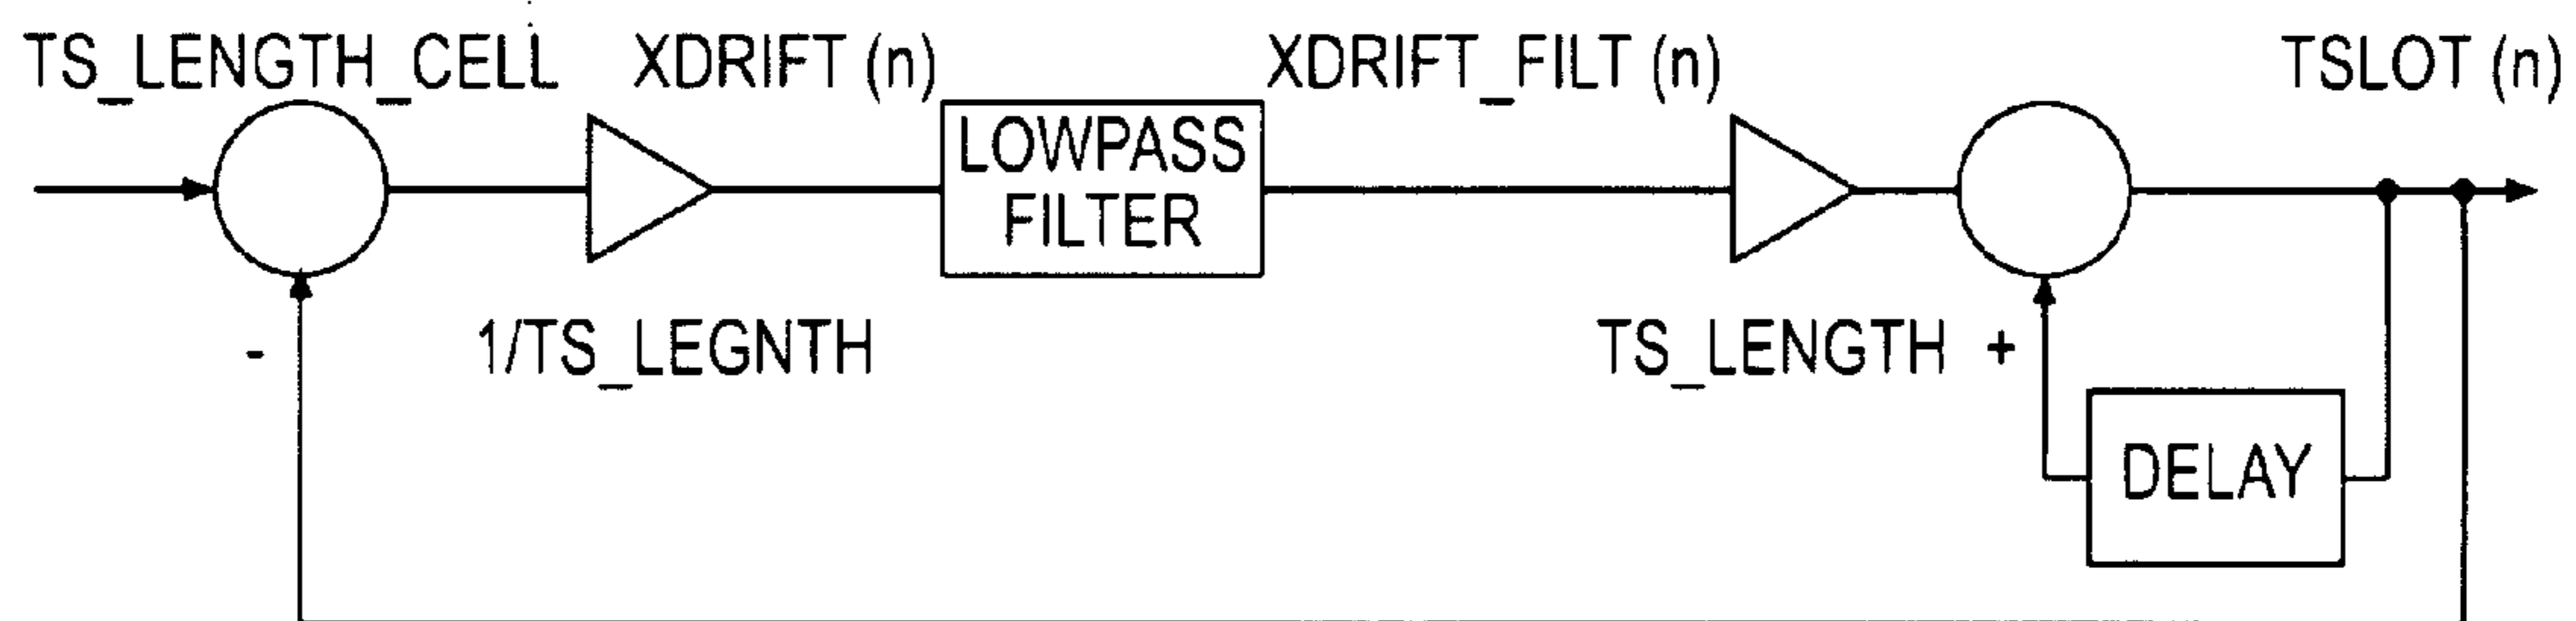 TS_LENGTH_CELL
XDRIFT (n)
XDRIFT_FILT (n)
TSLOT (n)
LOWPASS
FILTER
-
1/TS_LEGNTH
TS_LENGTH +
DELAY